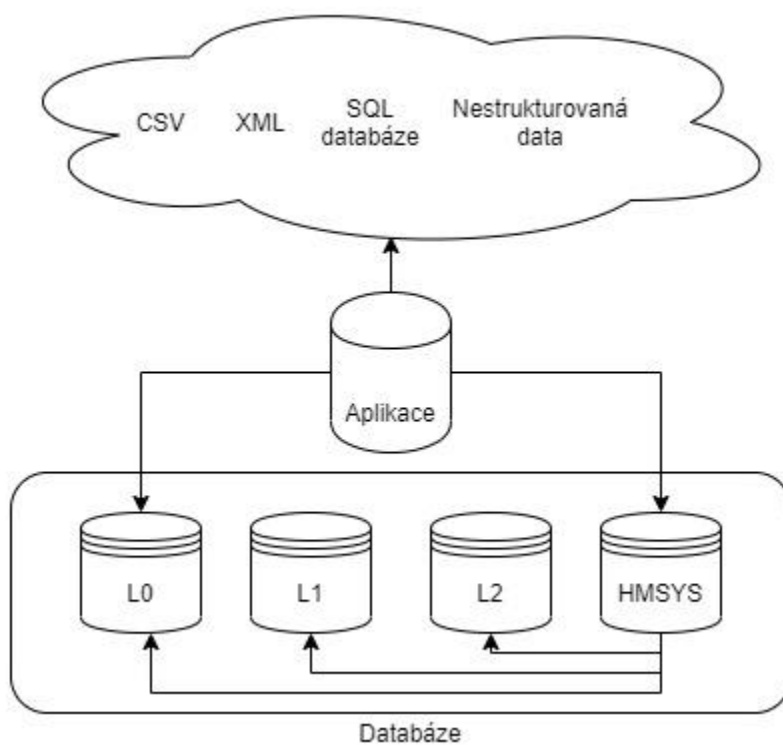 CSV
XML
SQL
databáze
Nestrukturovaná
data
Aplikace
L0
L1
L2
HMSYS
Databáze